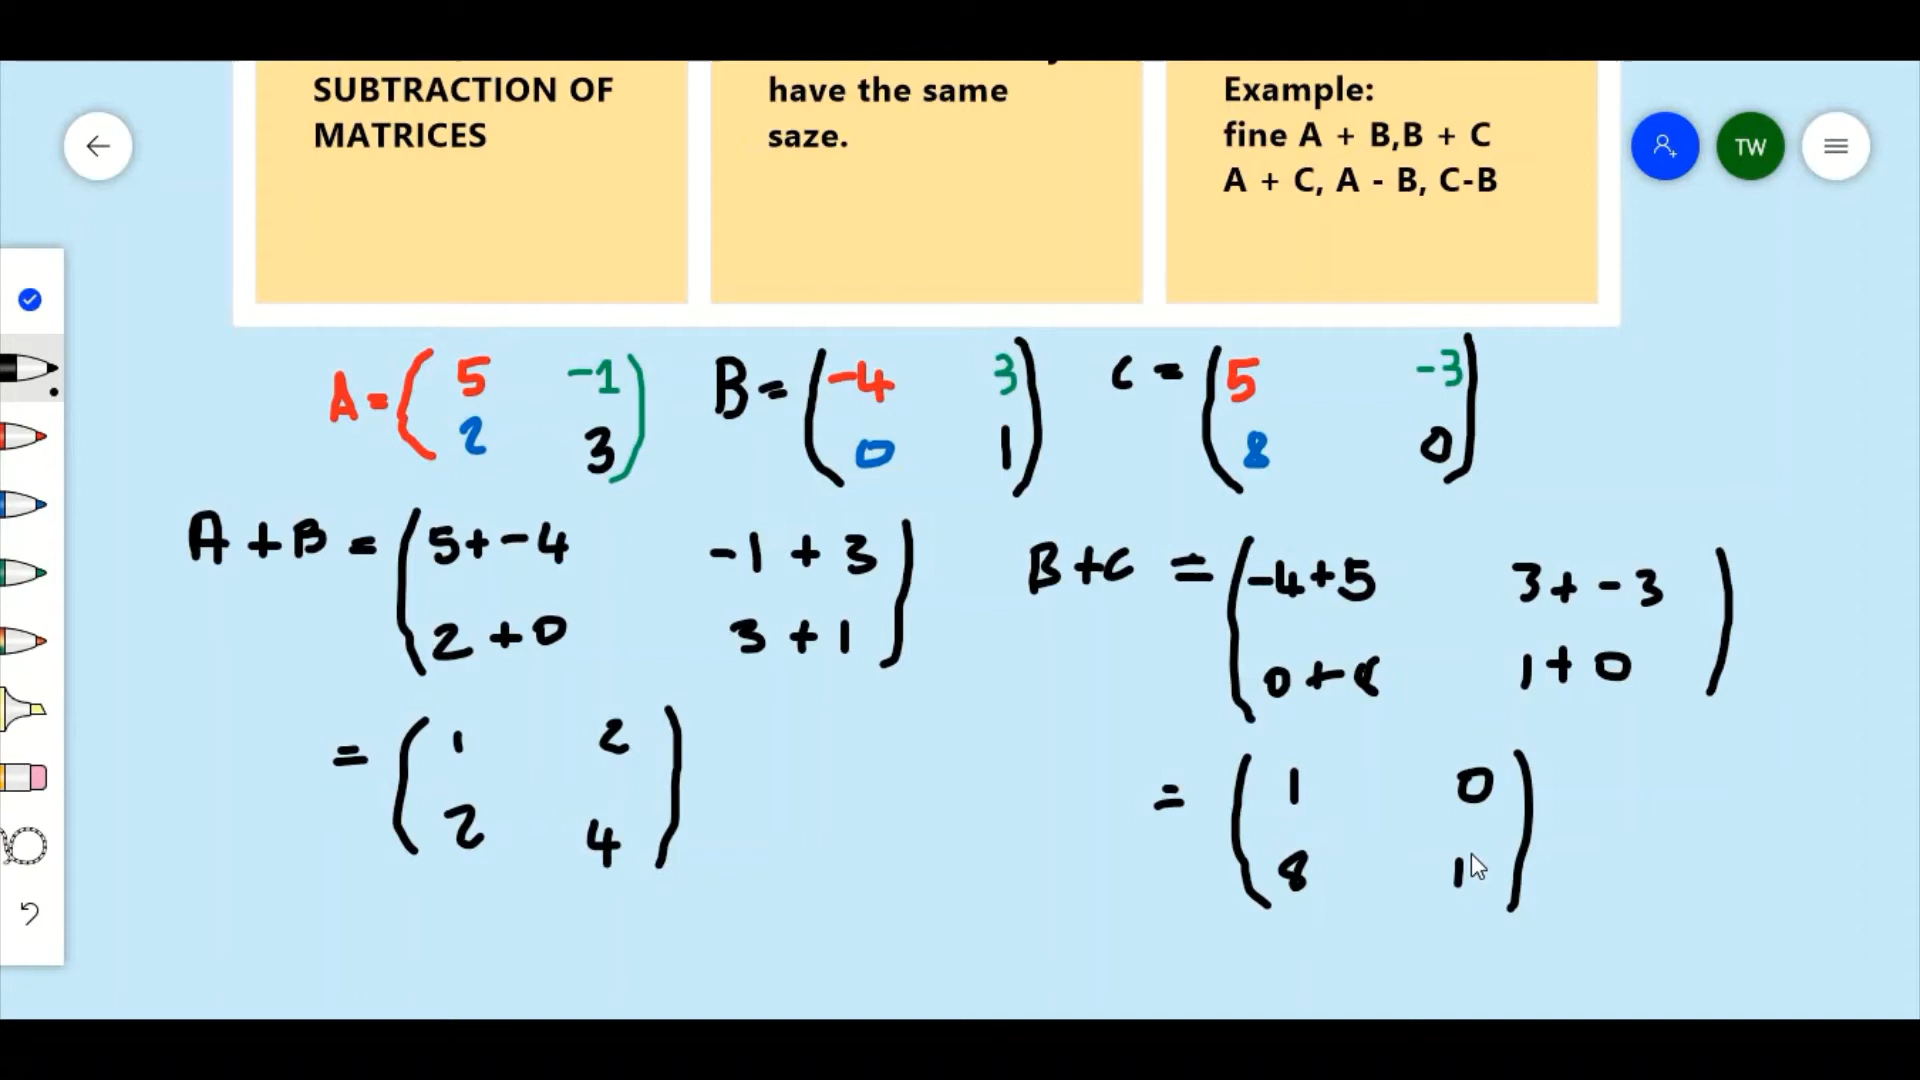 SUBTRACTION OF
MATRICES
have the same
saze.
Example:
fine A + B,B + C
A + C, A - B, C-B
TW
A = ( 5 -1 ) B = ( -4 3 ) C = ( 5 -3 )
2 3 0 1 8 0
A + B = ( 5 + - 4 -1 + 3 )
2 + 0 3 + 1
= ( 1 2 )
2 4
B + C = ( -4+5 3 + - 3 )
0 + 8 1 + 0
= ( 1 0 )
8 1